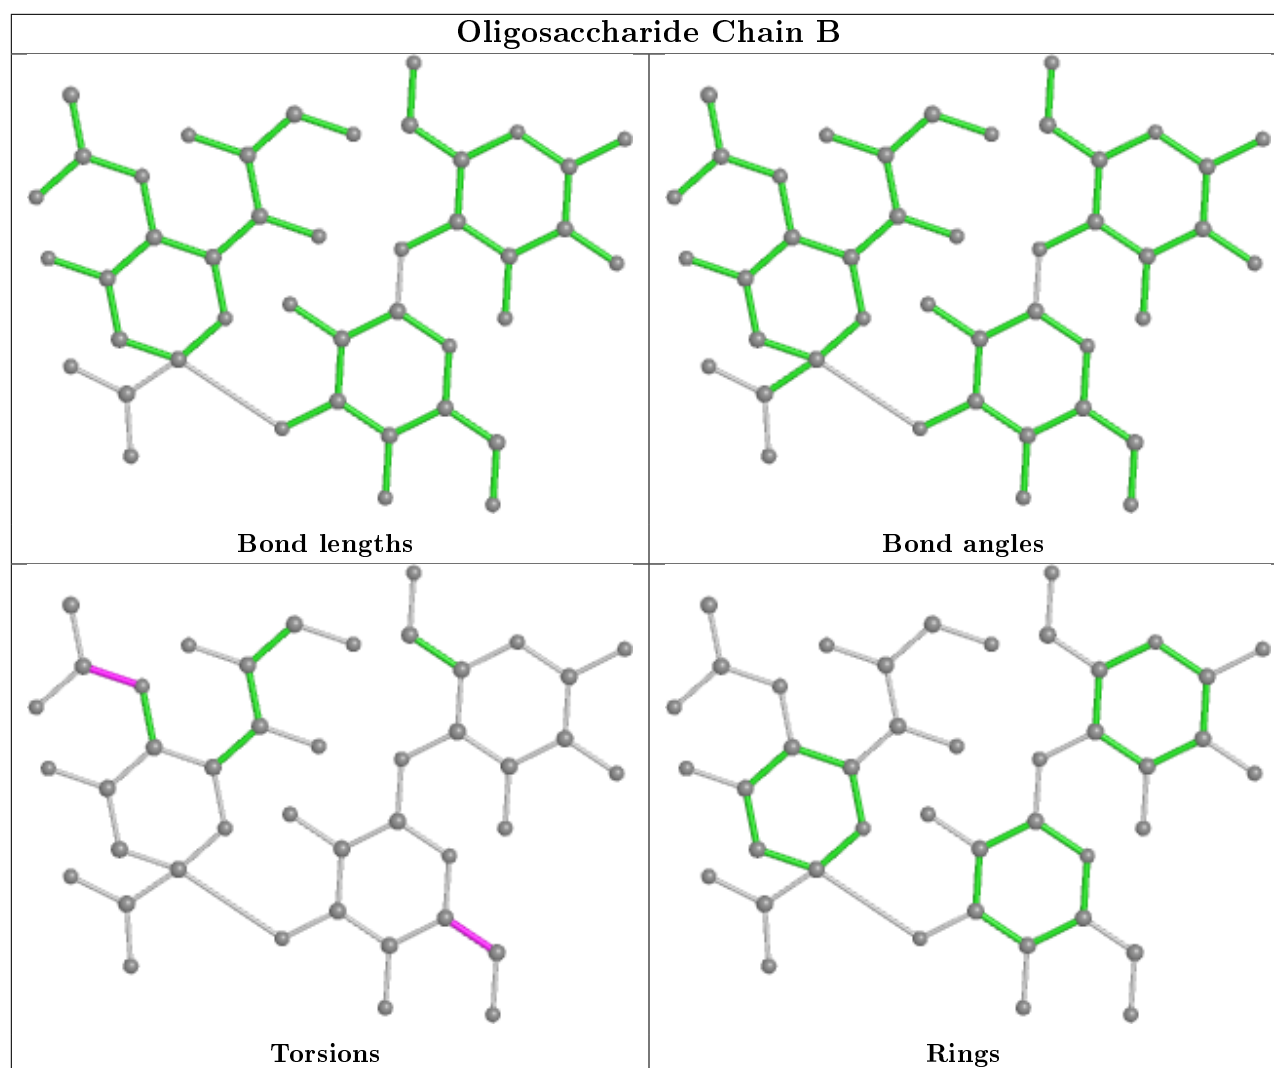 Oligosaccharide Chain B
Bond lengths
Bond angles
Torsions
Rings